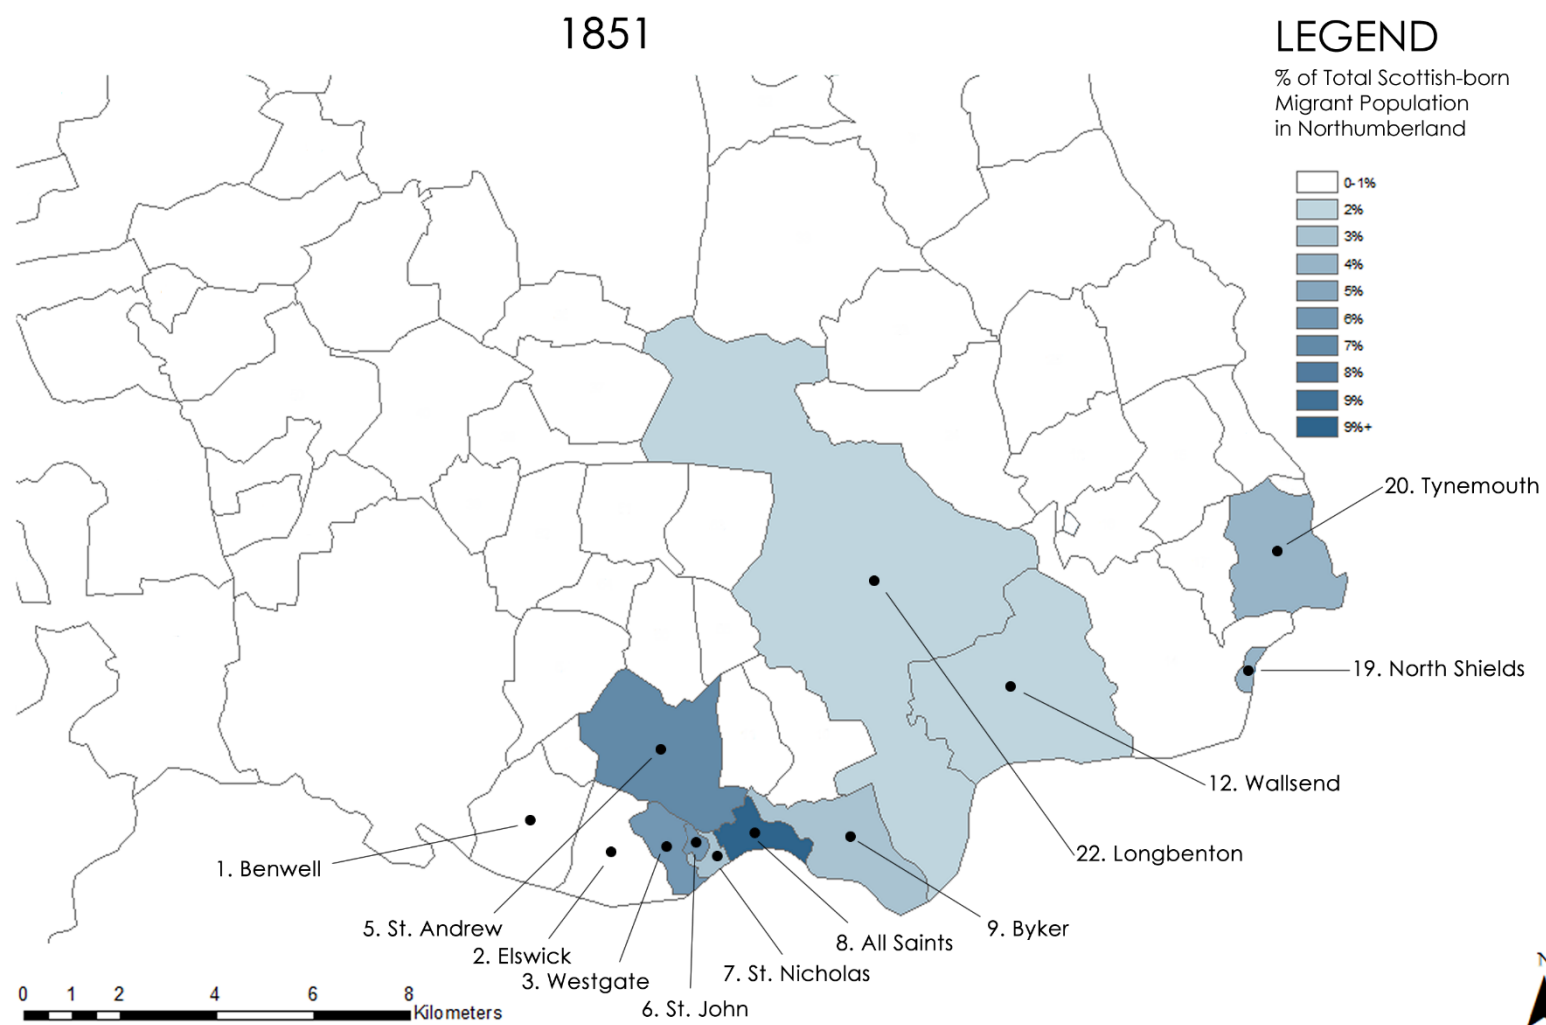 1851
LEGEND
% of Total Scottish-born
Migrant Population
in Northumberland
0-1%
2%
3%
4%
5%
6%
7%
8%
9%
9%+
20. Tynemouth
19. North Shields
12. Wallsend
22. Longbenton
1. Benwell
5. St. Andrew
9. Byker
8. All Saints
2. Elswick
7. St. Nicholas
3. Westgate
6. St. John
0 1 2 4 6 8
Kilometers
N